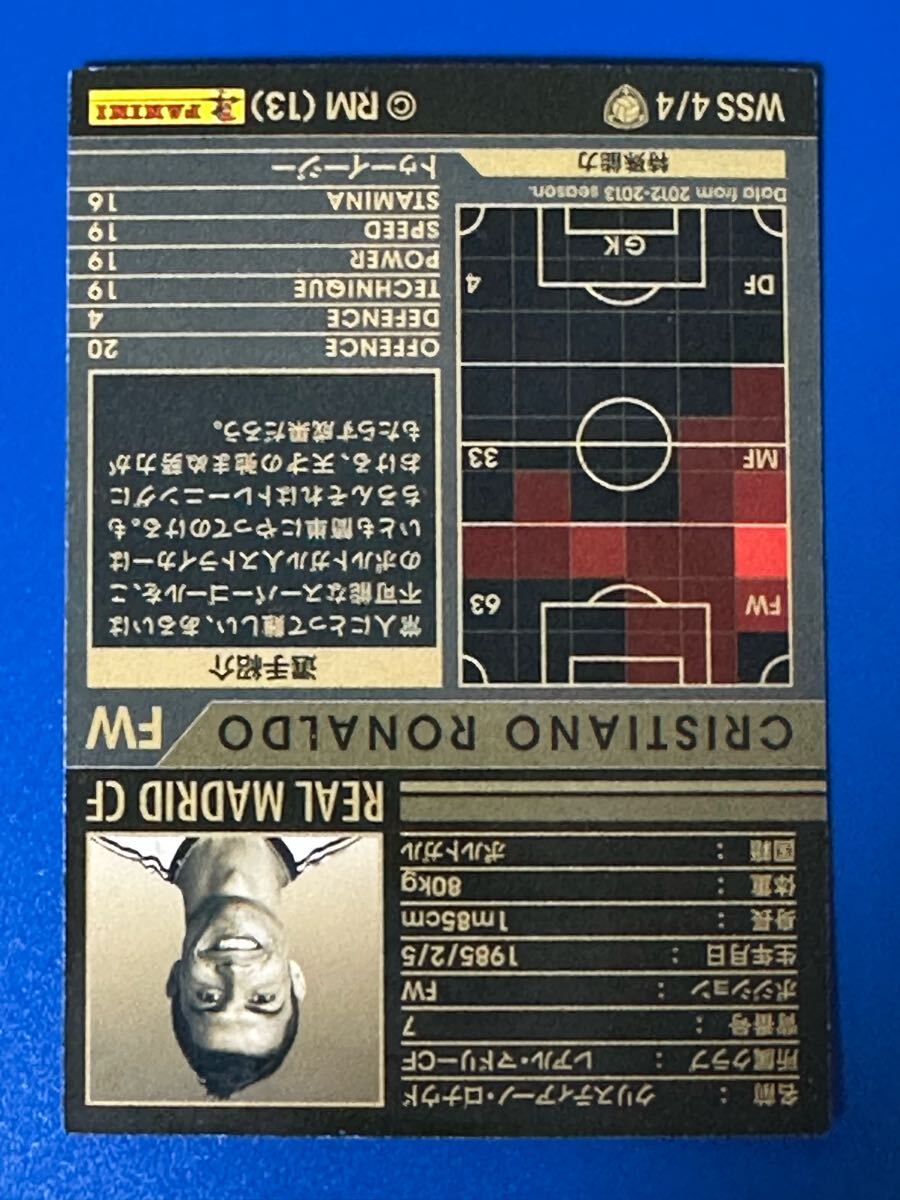 名前 : クリスティアーノ・ロナウド
所属クラブ : レアル・マドリーCF
背番号 : 7
ポジション : FW
生年月日 : 1985/2/5
身長 : 1m85cm
体重 : 80kg
国籍 : ポルトガル
REAL MADRID CF
CRISTIANO RONALDO
FW
選手紹介
常人にとって難しい、あるいは
不可能なスーパーゴールを、こ
のポルトガル人ストライカーは
いとも簡単にやってのける。も
ちろんそれはトレーニングに
おける、天才の弛まぬ努力が
もたらす成果だろう。
OFFENCE 20
DEFENCE 4
TECHNIQUE 19
POWER 19
SPEED 19
STAMINA 16
トゥーイージー
FW 63
MF 33
DF 4
GK
Data from 2012-2013 season.
特殊能力
WSS 4/4
© RM (13)
PANINI